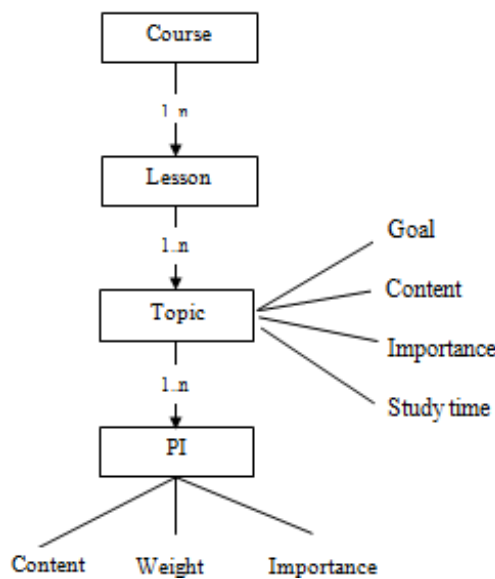 Course
1..n
Lesson
1..n
Goal
Content
Topic
Importance
1..n
Study time
PI
Content Weight Importance